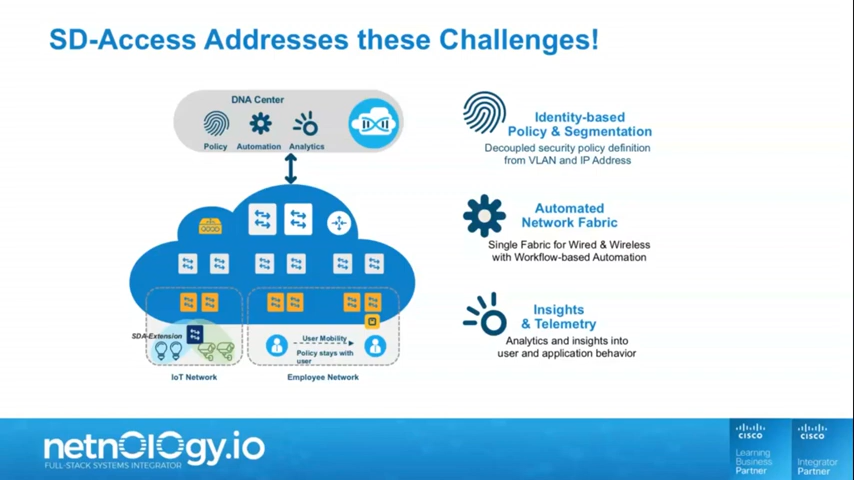 SD-Access Addresses these Challenges!
DNA Center
Policy
Automation
Analytics
SDA-Extension
User Mobility
Policy stays with
user
IoT Network
Employee Network
Identity-based
Policy & Segmentation
Decoupled security policy definition
from VLAN and IP Address
Automated
Network Fabric
Single Fabric for Wired & Wireless
with Workflow-based Automation
Insights
& Telemetry
Analytics and insights into
user and application behavior
netnology.io
FULL-STACK SYSTEMS INTEGRATOR
CISCO
Learning
Business
Partner
CISCO
Integrator
Partner